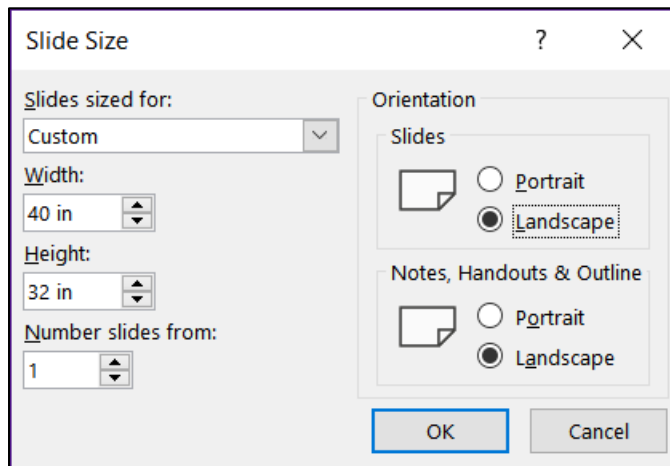 Slide Size
?
Slides sized for:
Custom
Width:
40 in
Height:
32 in
Number slides from:
1
Orientation
Slides
Portrait
Landscape
Notes, Handouts & Outline
Portrait
Landscape
OK
Cancel